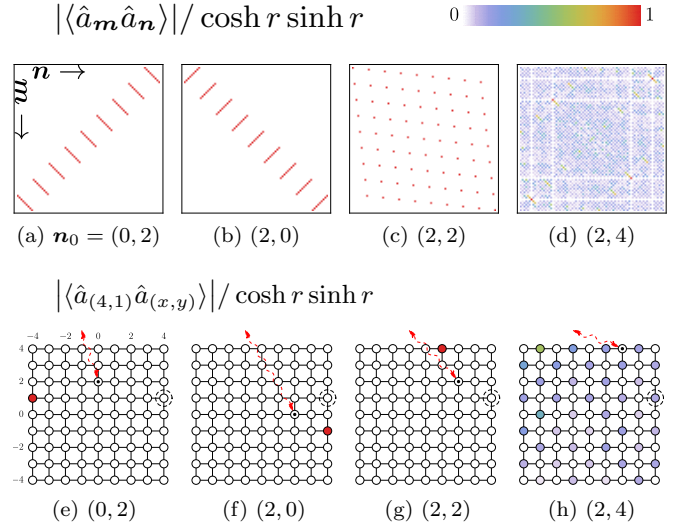 |⟨â_m â_n⟩|/ cosh r sinh r
0 1
n →
m →
(a) n₀ = (0, 2) (b) (2, 0) (c) (2, 2) (d) (2, 4)
|⟨â_(4,1) â_(x,y)⟩|/ cosh r sinh r
−4 −2 0 2 4
4
2
0
−2
−4
(e) (0, 2) (f) (2, 0) (g) (2, 2) (h) (2, 4)